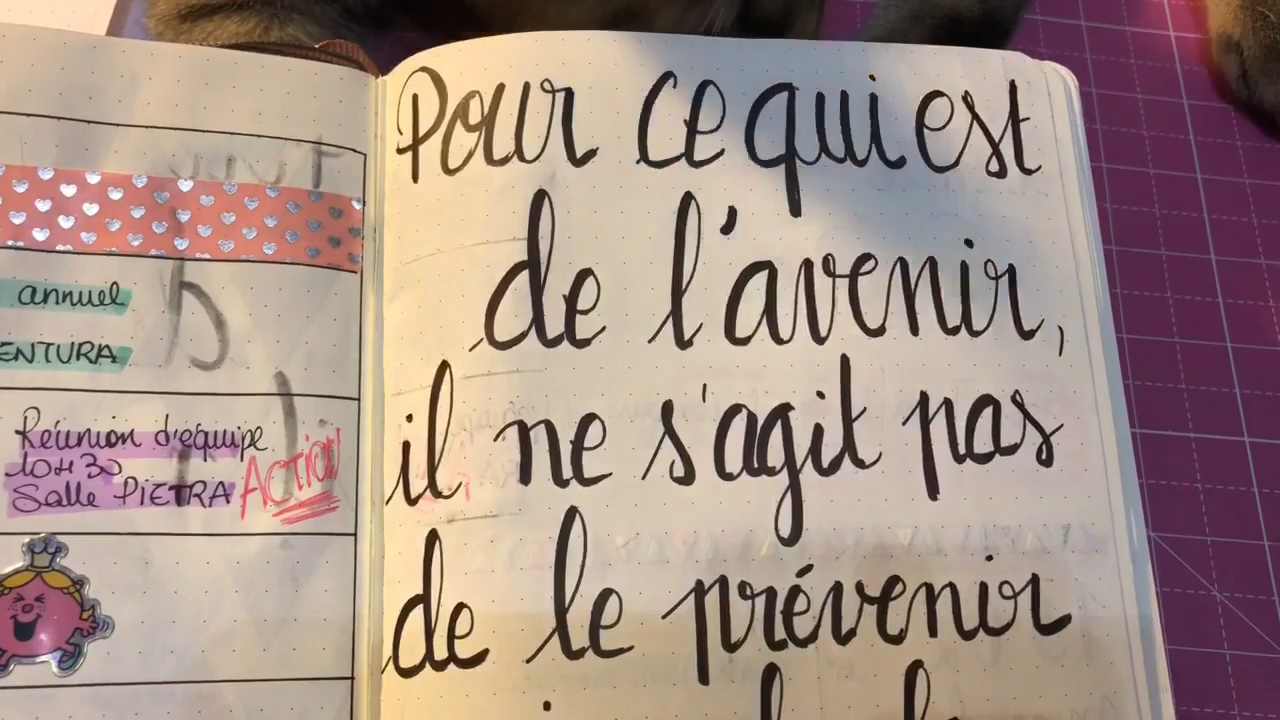 annuel
ENTURA
Réunion d'équipe
10H30
Salle PIETRA
ACTION
Pour ce qui est
de l'avenir,
il ne s'agit pas
de le prévenir